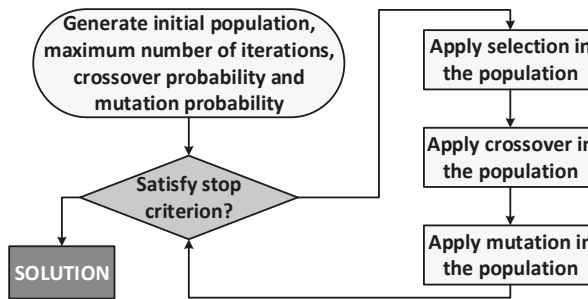 Generate initial population,
maximum number of iterations,
crossover probability and
mutation probability
Satisfy stop
criterion?
SOLUTION
Apply selection in
the population
Apply crossover in
the population
Apply mutation in
the population